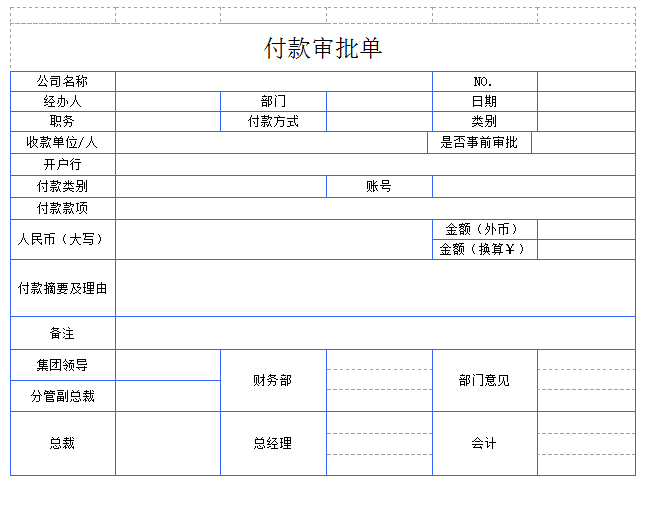 付款审批单
公司名称 NO.
经办人 部门 日期
职务 付款方式 类别
收款单位/人 是否事前审批
开户行
付款类别 账号
付款款项
人民币（大写） 金额（外币）
金额（换算￥）
付款摘要及理由
备注
集团领导 财务部 部门意见
分管副总裁
总裁 总经理 会计